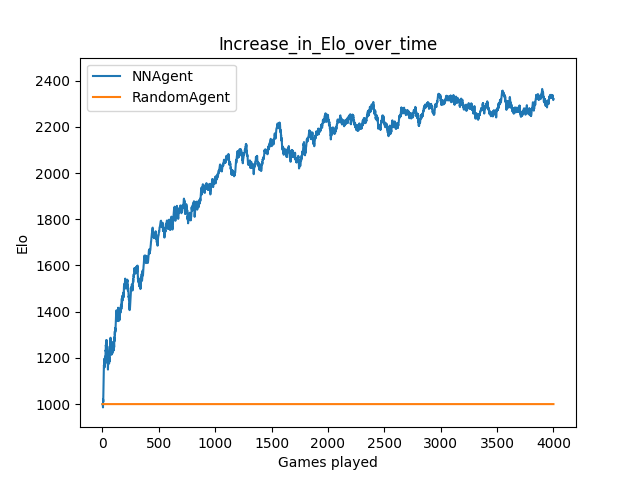 Increase_in_Elo_over_time
NNAgent
RandomAgent
2400
2200
2000
1800
1600
1400
1200
1000
Elo
0 500 1000 1500 2000 2500 3000 3500 4000
Games played